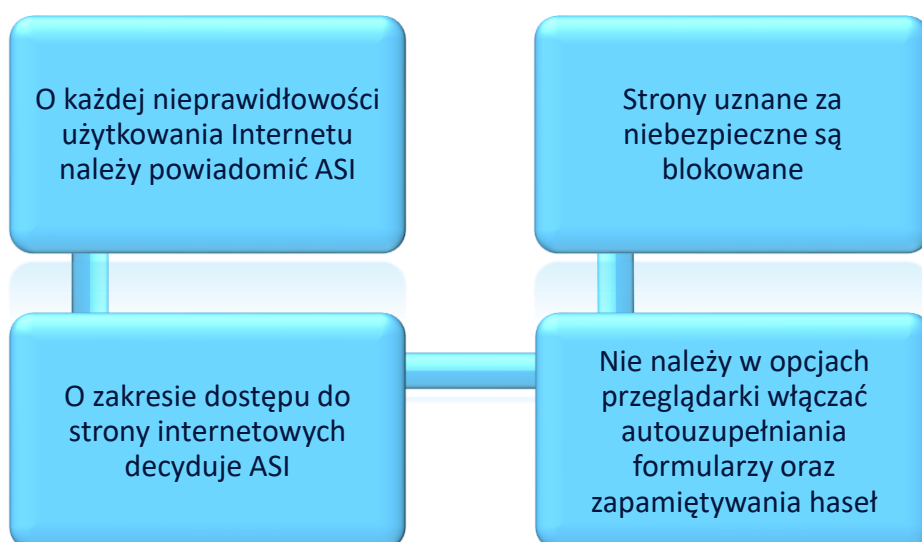 O każdej nieprawidłowości
użytkowania Internetu
należy powiadomić ASI
O zakresie dostępu do
strony internetowych
decyduje ASI
Nie należy w opcjach
przeglądarki włączać
autouzupełniania
formularzy oraz
zapamiętywania haseł
Strony uznane za
niebezpieczne są
blokowane